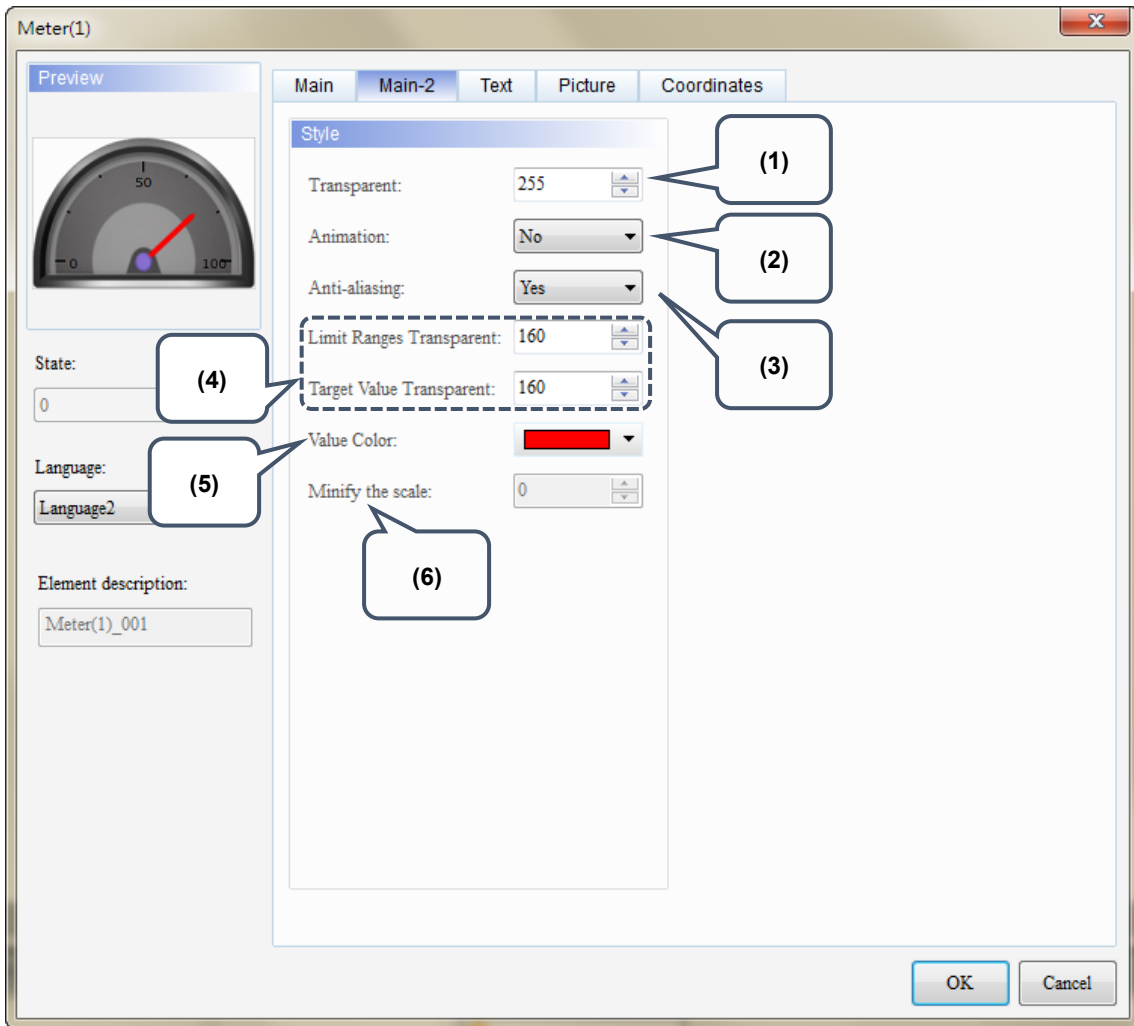 Meter(1)
Preview
50
0
100
State:
0
Language:
Language2
Element description:
Meter(1)_001
Main
Main-2
Text
Picture
Coordinates
Style
Transparent:
255
(1)
Animation:
No
(2)
Anti-aliasing:
Yes
(3)
Limit Ranges Transparent:
160
(4)
Target Value Transparent:
160
Value Color:
(5)
Minify the scale:
0
(6)
OK
Cancel